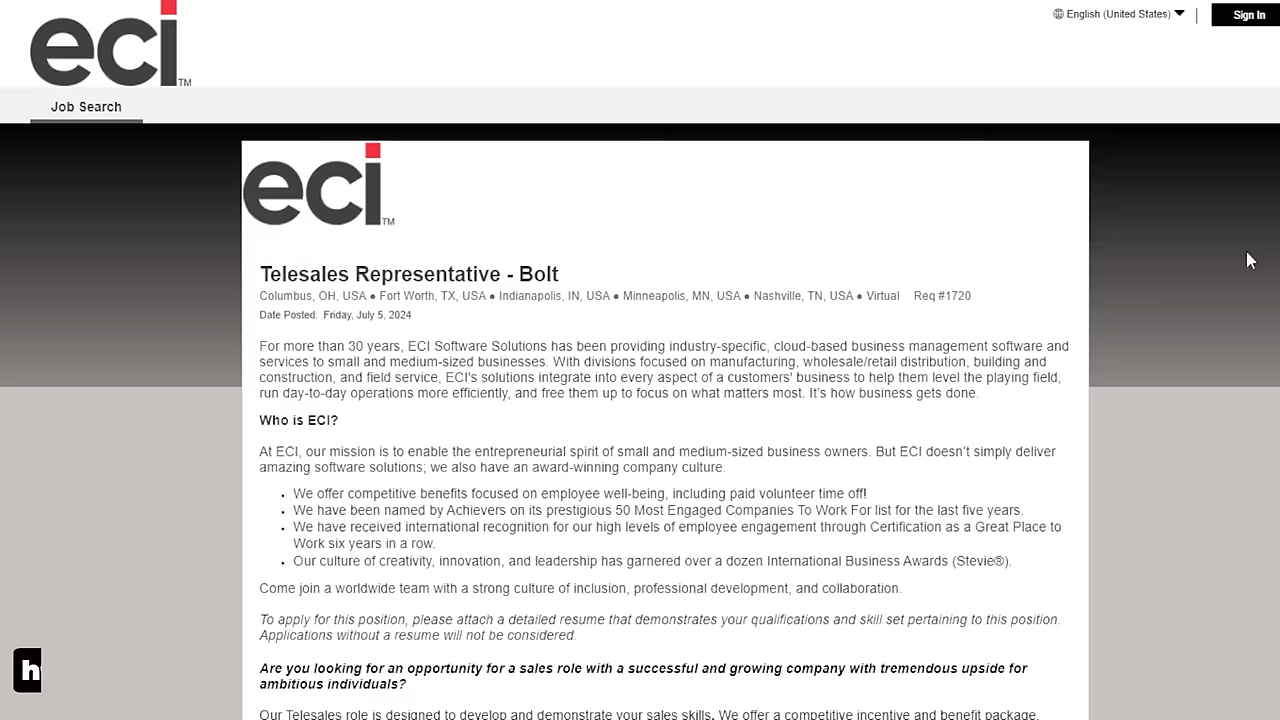 eci™
English (United States)
Sign In
Job Search
eci™
Telesales Representative - Bolt
Columbus, OH, USA ● Fort Worth, TX, USA ● Indianapolis, IN, USA ● Minneapolis, MN, USA ● Nashville, TN, USA ● Virtual Req #1720
Date Posted: Friday, July 5, 2024
For more than 30 years, ECI Software Solutions has been providing industry-specific, cloud-based business management software and
services to small and medium-sized businesses. With divisions focused on manufacturing, wholesale/retail distribution, building and
construction, and field service, ECI's solutions integrate into every aspect of a customers' business to help them level the playing field,
run day-to-day operations more efficiently, and free them up to focus on what matters most. It's how business gets done.
Who is ECI?
At ECI, our mission is to enable the entrepreneurial spirit of small and medium-sized business owners. But ECI doesn't simply deliver
amazing software solutions; we also have an award-winning company culture.
• We offer competitive benefits focused on employee well-being, including paid volunteer time off!
• We have been named by Achievers on its prestigious 50 Most Engaged Companies To Work For list for the last five years.
• We have received international recognition for our high levels of employee engagement through Certification as a Great Place to
Work six years in a row.
• Our culture of creativity, innovation, and leadership has garnered over a dozen International Business Awards (Stevie®).
Come join a worldwide team with a strong culture of inclusion, professional development, and collaboration.
To apply for this position, please attach a detailed resume that demonstrates your qualifications and skill set pertaining to this position.
Applications without a resume will not be considered.
Are you looking for an opportunity for a sales role with a successful and growing company with tremendous upside for
ambitious individuals?
Our Telesales role is designed to develop and demonstrate your sales skills. We offer a competitive incentive and benefit package.
h